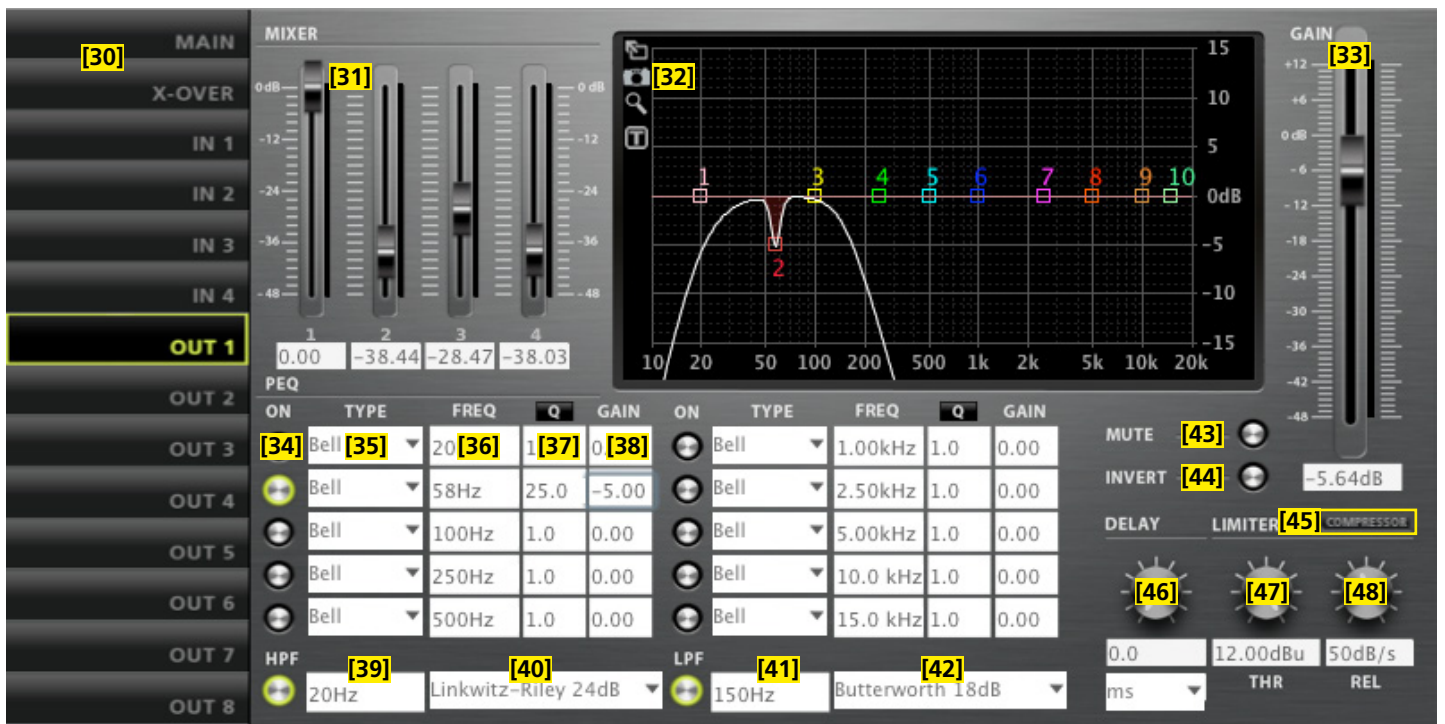 MAIN
[30]
X-OVER
IN 1
IN 2
IN 3
IN 4
OUT 1
OUT 2
OUT 3
OUT 4
OUT 5
OUT 6
OUT 7
OUT 8
MIXER
[31]
0dB 0 dB
-12 -12
-24 -24
-36 -36
-48 -48
1 2 3 4
0.00 -38.44 -28.47 -38.03
[32]
T
15
10
5
0dB
-5
-10
-15
1 3 4 5 6 7 8 9 10
2
10 20 50 100 200 500 1k 2k 5k 10k 20k
GAIN
[33]
+12
+6
0 dB
-6
-12
-18
-24
-30
-36
-42
-48
-5.64dB
PEQ
ON TYPE FREQ Q GAIN ON TYPE FREQ Q GAIN
[34] Bell [35] 20 [36] 1 [37] 0. [38] Bell 1.00kHz 1.0 0.00
Bell 58Hz 25.0 -5.00 Bell 2.50kHz 1.0 0.00
Bell 100Hz 1.0 0.00 Bell 5.00kHz 1.0 0.00
Bell 250Hz 1.0 0.00 Bell 10.0 kHz 1.0 0.00
Bell 500Hz 1.0 0.00 Bell 15.0 kHz 1.0 0.00
HPF [39] [40] LPF [41] [42]
20Hz Linkwitz-Riley 24dB 150Hz Butterworth 18dB
MUTE [43]
INVERT [44]
DELAY LIMITER [45] COMPRESSOR
[46] [47] [48]
0.0 12.00dBu 50dB/s
ms THR REL